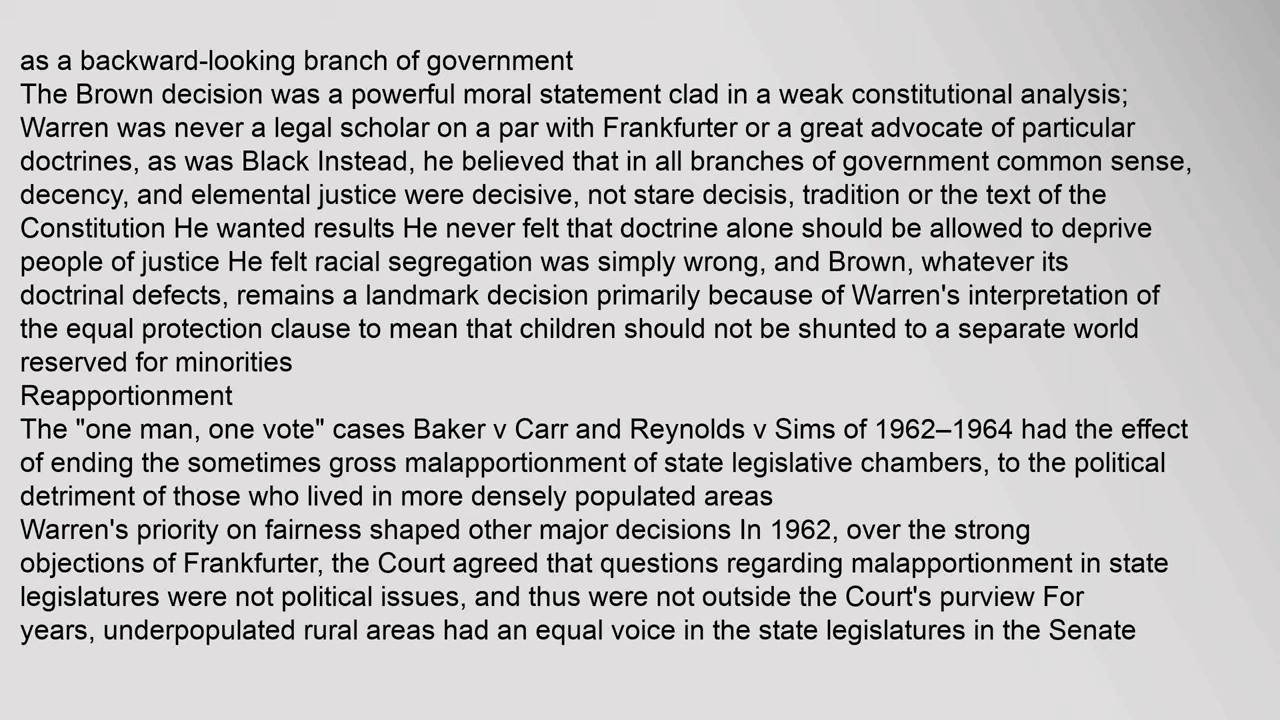 as a backward-looking branch of government
The Brown decision was a powerful moral statement clad in a weak constitutional analysis;
Warren was never a legal scholar on a par with Frankfurter or a great advocate of particular
doctrines, as was Black Instead, he believed that in all branches of government common sense,
decency, and elemental justice were decisive, not stare decisis, tradition or the text of the
Constitution He wanted results He never felt that doctrine alone should be allowed to deprive
people of justice He felt racial segregation was simply wrong, and Brown, whatever its
doctrinal defects, remains a landmark decision primarily because of Warren's interpretation of
the equal protection clause to mean that children should not be shunted to a separate world
reserved for minorities
Reapportionment
The "one man, one vote" cases Baker v Carr and Reynolds v Sims of 1962–1964 had the effect
of ending the sometimes gross malapportionment of state legislative chambers, to the political
detriment of those who lived in more densely populated areas
Warren's priority on fairness shaped other major decisions In 1962, over the strong
objections of Frankfurter, the Court agreed that questions regarding malapportionment in state
legislatures were not political issues, and thus were not outside the Court's purview For
years, underpopulated rural areas had an equal voice in the state legislatures in the Senate